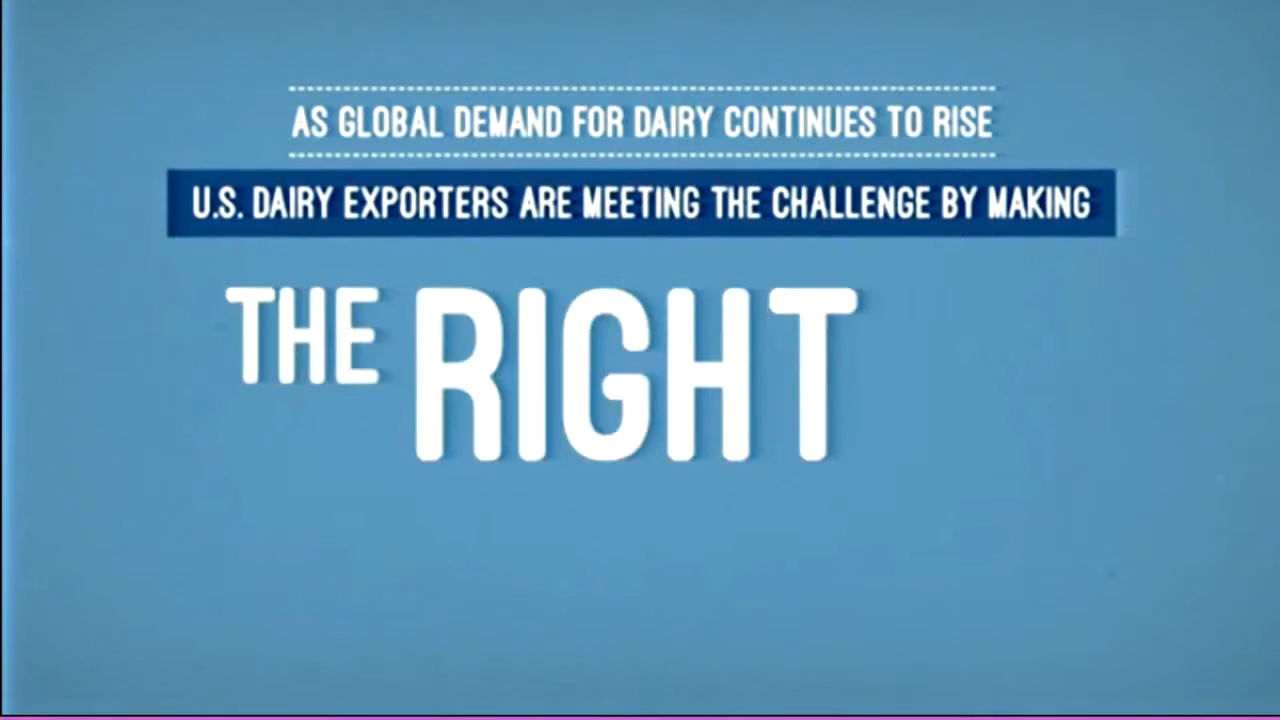 AS GLOBAL DEMAND FOR DAIRY CONTINUES TO RISE
U.S. DAIRY EXPORTERS ARE MEETING THE CHALLENGE BY MAKING
THE RIGHT